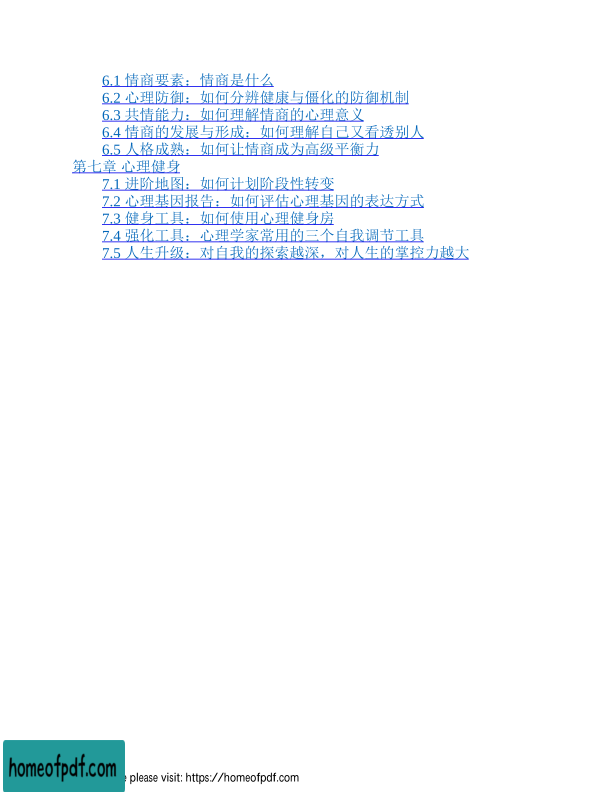 6.1 情商要素：情商是什么
6.2 心理防御：如何分辨健康与僵化的防御机制
6.3 共情能力：如何理解情商的心理意义
6.4 情商的发展与形成：如何理解自己又看透别人
6.5 人格成熟：如何让情商成为高级平衡力
第七章 心理健身
7.1 进阶地图：如何计划阶段性转变
7.2 心理基因报告：如何评估心理基因的表达方式
7.3 健身工具：如何使用心理健身房
7.4 强化工具：心理学家常用的三个自我调节工具
7.5 人生升级：对自我的探索越深，对人生的掌控力越大
homeofpdf.com
please visit: https://homeofpdf.com